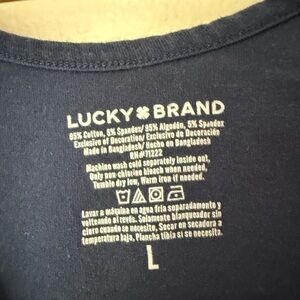 LUCKY BRAND
95% Cotton, 5% Spandex/ 95% Algodón, 5% Spandex
Exclusive of Decoration/ Exclusivo de Decoración
Made in Bangladesh/ Hecho en Bangladesh
RN#71222
Machine wash cold separately inside out,
Only non-chlorine bleach when needed,
Tumble dry low, Warm iron if needed.
Lavar a máquina en agua fría separadamente y
volteando al revés. Solamente blanqueador sin
cloro cuando se necesite, Secar en secadora a
temperatura baja, Plancha tibia si se necesita.
L